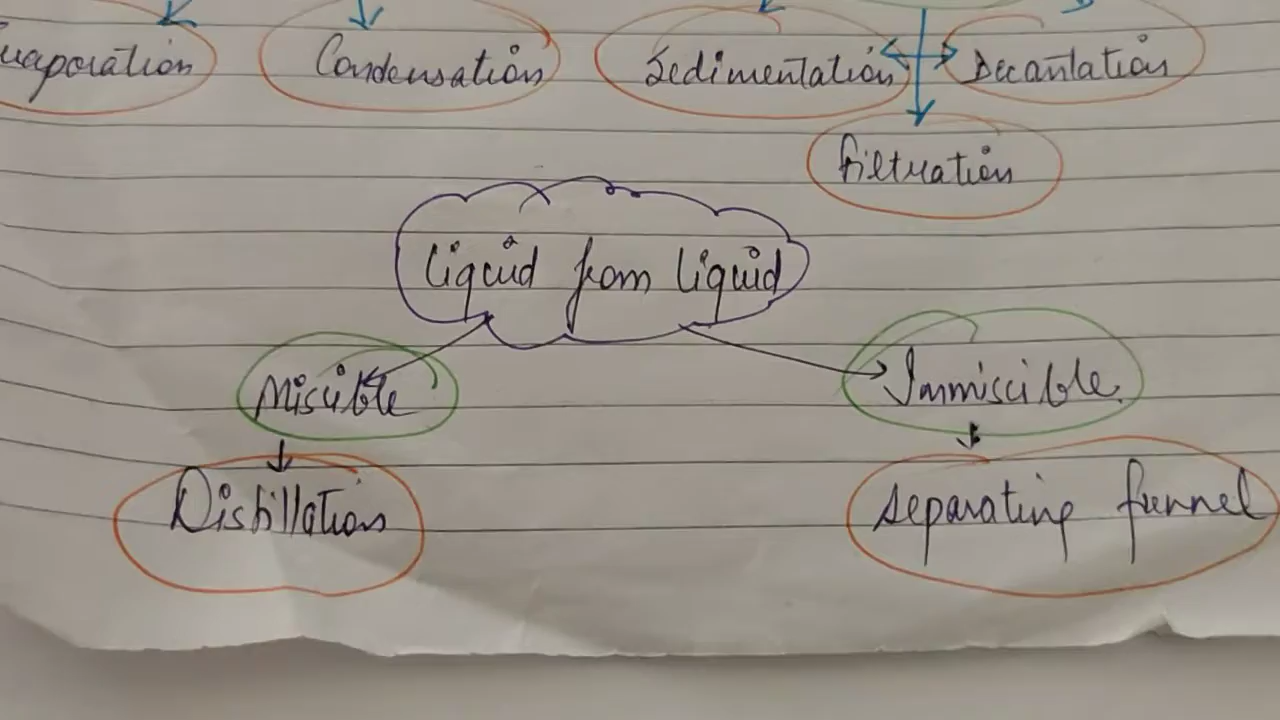 Evaporation Condensation Sedimentation Decantation
filtration
Liquid from Liquid
Miscible Immiscible.
Distillation separating funnel